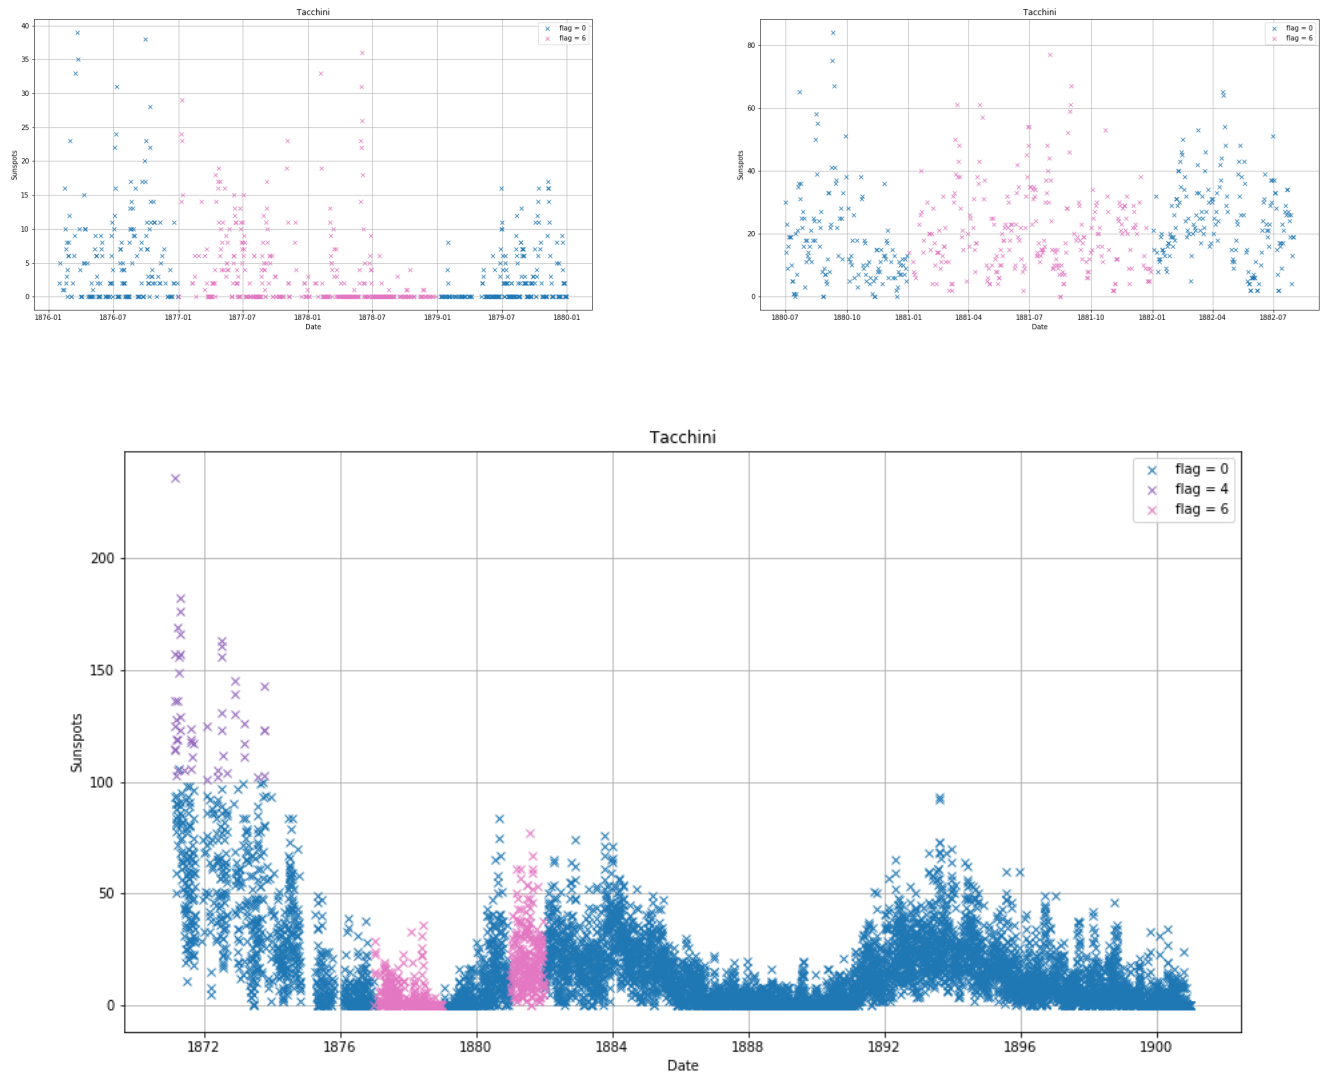 Tacchini
flag = 0
flag = 6
40
35
30
25
20
15
10
5
0
Sunspots
1876-01 1876-07 1877-01 1877-07 1878-01 1878-07 1879-01 1879-07 1880-01
Date
Tacchini
flag = 0
flag = 6
80
60
40
20
0
Sunspots
1880-07 1880-10 1881-01 1881-04 1881-07 1881-10 1882-01 1882-04 1882-07
Date
Tacchini
flag = 0
flag = 4
flag = 6
200
150
100
50
0
Sunspots
1872 1876 1880 1884 1888 1892 1896 1900
Date